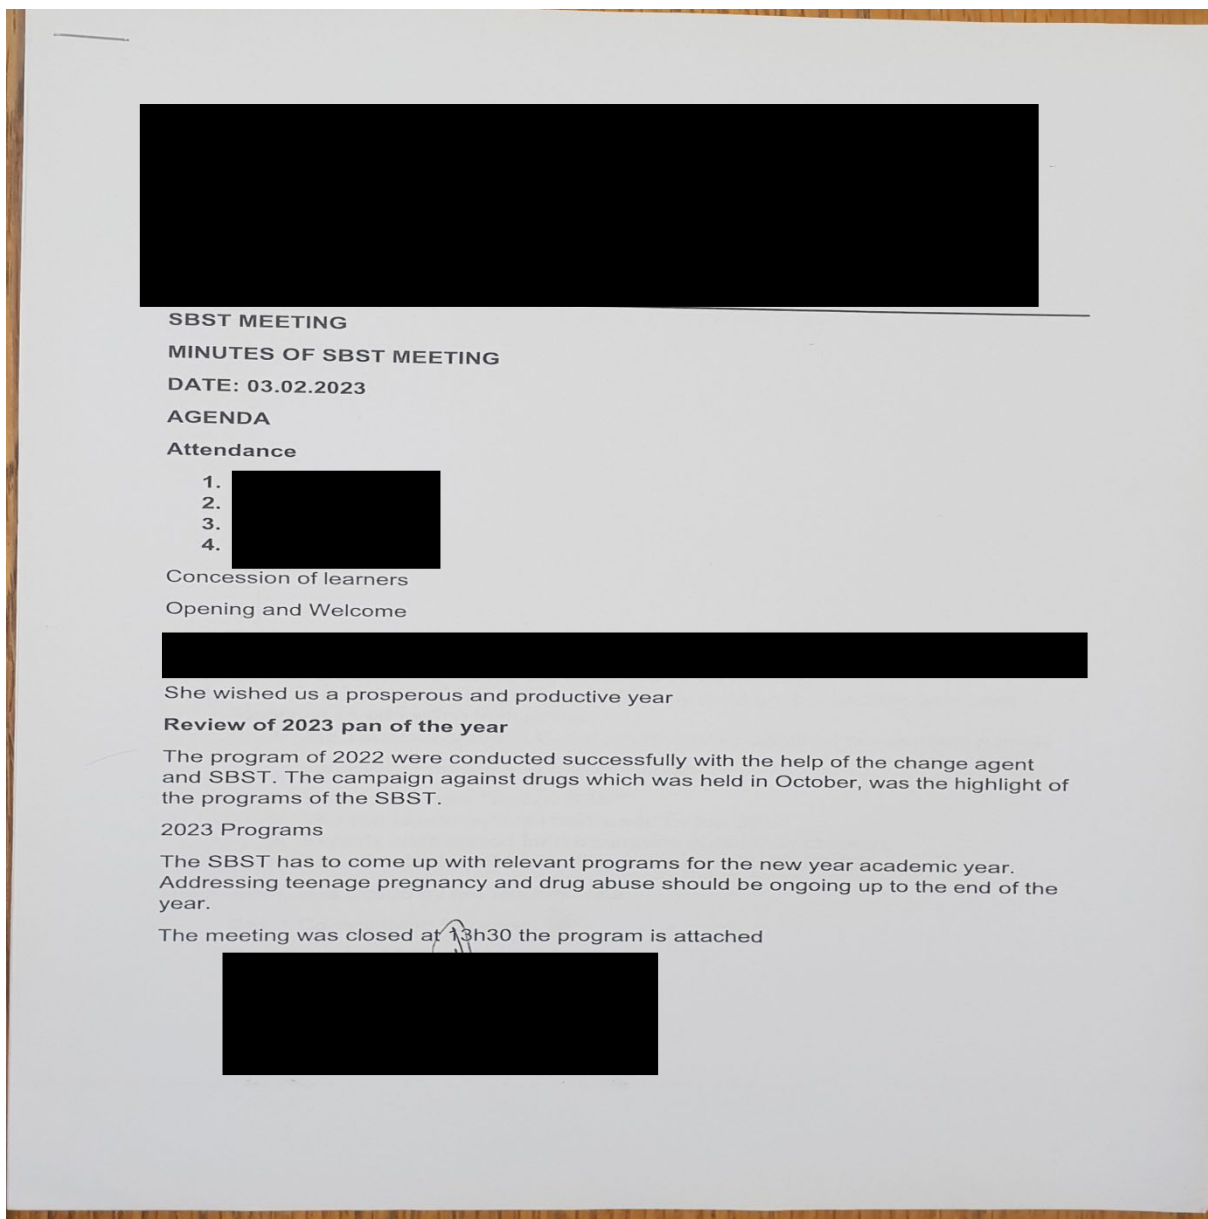 SBST MEETING
MINUTES OF SBST MEETING
DATE: 03.02.2023
AGENDA
Attendance
1.
2.
3.
4.
Concession of learners
Opening and Welcome
She wished us a prosperous and productive year
Review of 2023 pan of the year
The program of 2022 were conducted successfully with the help of the change agent
and SBST. The campaign against drugs which was held in October, was the highlight of
the programs of the SBST.
2023 Programs
The SBST has to come up with relevant programs for the new year academic year.
Addressing teenage pregnancy and drug abuse should be ongoing up to the end of the
year.
The meeting was closed at 13h30 the program is attached